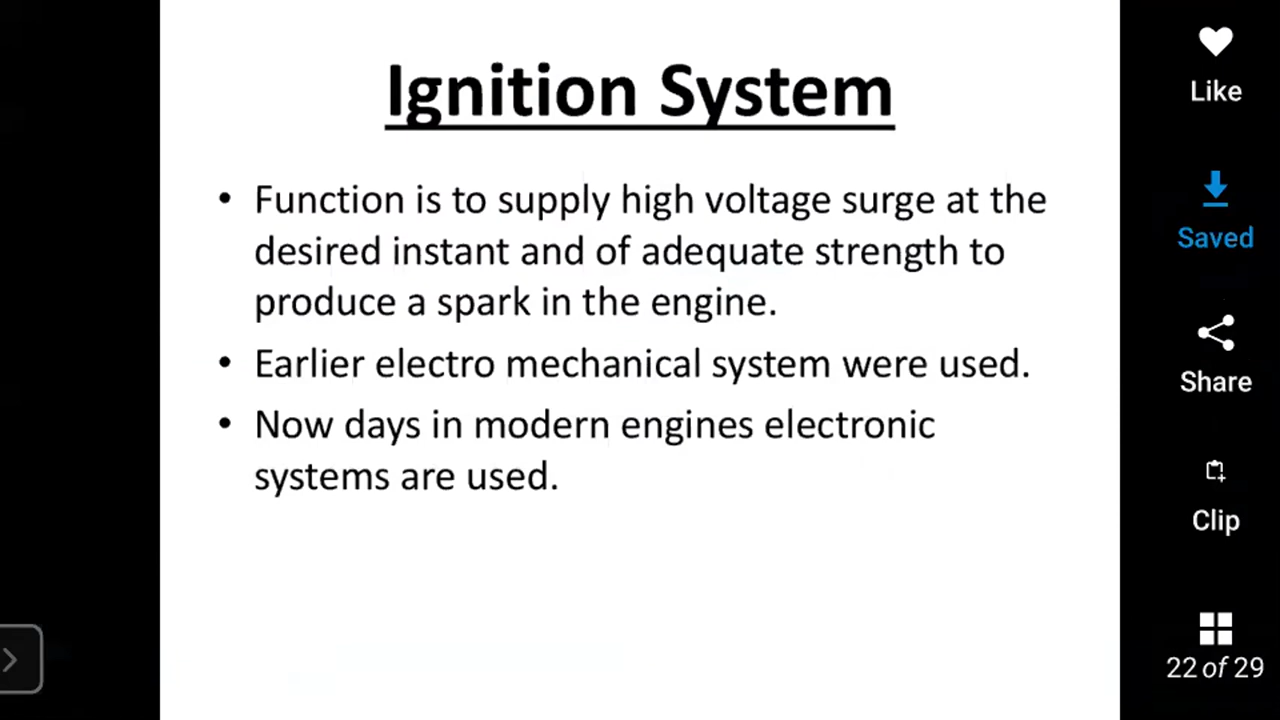 Ignition System
• Function is to supply high voltage surge at the
desired instant and of adequate strength to
produce a spark in the engine.
• Earlier electro mechanical system were used.
• Now days in modern engines electronic
systems are used.
Like
Saved
Share
Clip
22 of 29